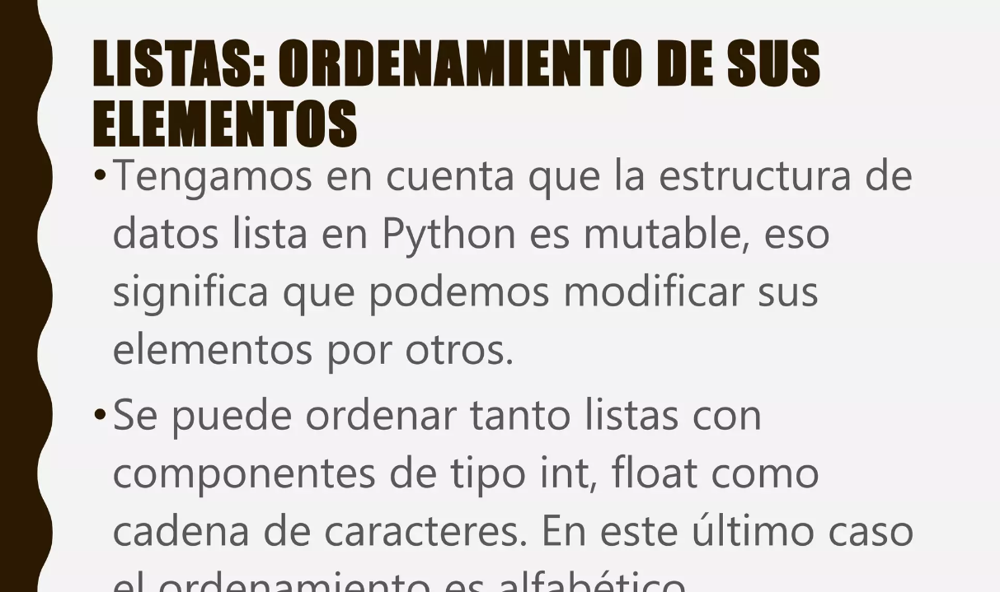 LISTAS: ORDENAMIENTO DE SUS
ELEMENTOS
•Tengamos en cuenta que la estructura de
datos lista en Python es mutable, eso
significa que podemos modificar sus
elementos por otros.
•Se puede ordenar tanto listas con
componentes de tipo int, float como
cadena de caracteres. En este último caso
el ordenamiento es alfabético.